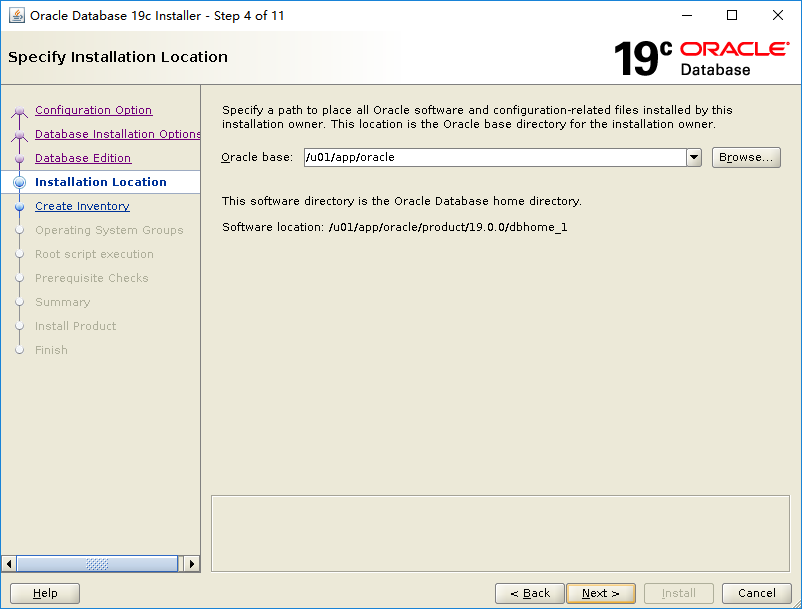 Oracle Database 19c Installer - Step 4 of 11
Specify Installation Location
19c ORACLE
Database
Configuration Option
Database Installation Options
Database Edition
Installation Location
Create Inventory
Operating System Groups
Root script execution
Prerequisite Checks
Summary
Install Product
Finish
Specify a path to place all Oracle software and configuration-related files installed by this
installation owner. This location is the Oracle base directory for the installation owner.
Oracle base: /u01/app/oracle Browse...
This software directory is the Oracle Database home directory.
Software location: /u01/app/oracle/product/19.0.0/dbhome_1
Help < Back Next > Install Cancel